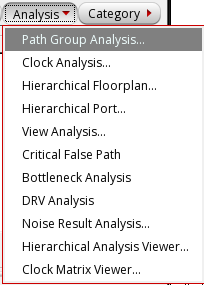 Analysis Category
Path Group Analysis...
Clock Analysis...
Hierarchical Floorplan...
Hierarchical Port...
View Analysis...
Critical False Path
Bottleneck Analysis
DRV Analysis
Noise Result Analysis...
Hierarchical Analysis Viewer...
Clock Matrix Viewer...